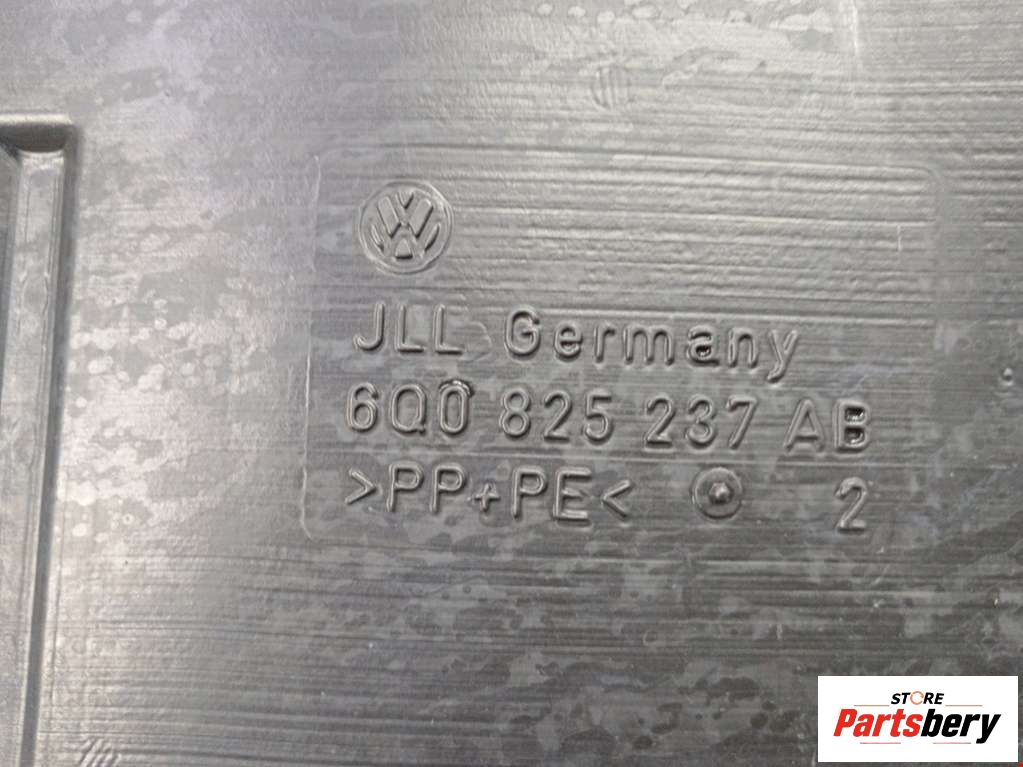 JLL Germany
6Q0 825 237 AB
>PP+PE< 2
STORE
Partsbery